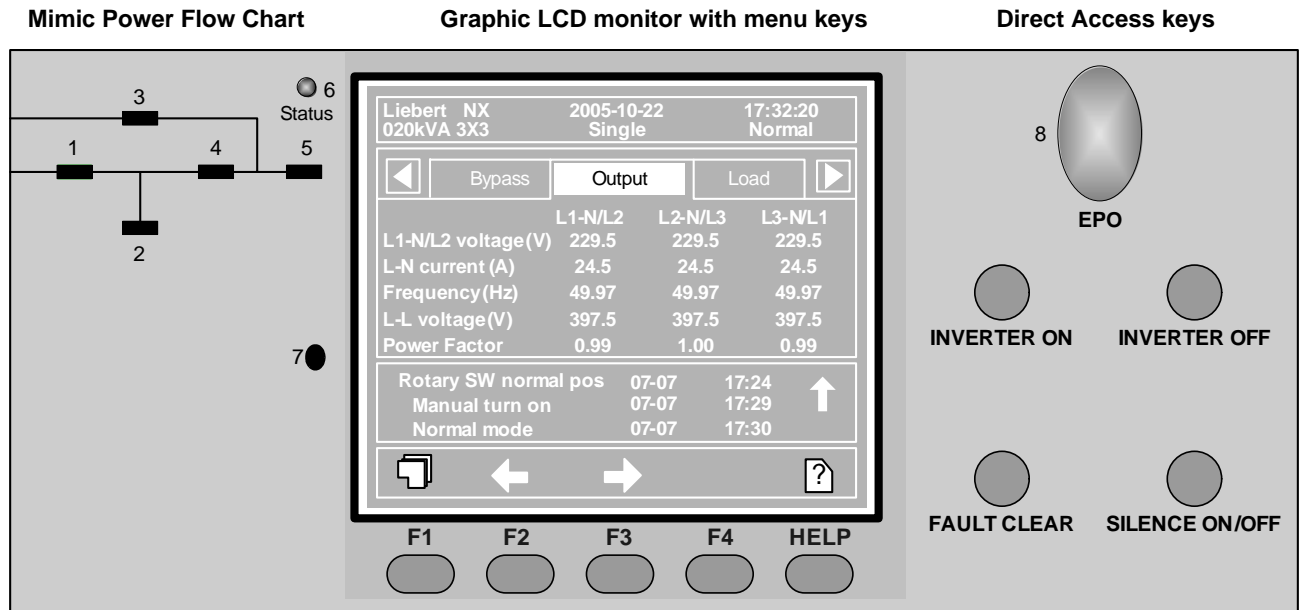 Mimic Power Flow Chart
Graphic LCD monitor with menu keys
Direct Access keys
3
6
Status
1
4
5
2
7
Liebert NX 2005-10-22 17:32:20
020kVA 3X3 Single Normal
Bypass Output Load
L1-N/L2 L2-N/L3 L3-N/L1
L1-N/L2 voltage(V) 229.5 229.5 229.5
L-N current (A) 24.5 24.5 24.5
Frequency(Hz) 49.97 49.97 49.97
L-L voltage(V) 397.5 397.5 397.5
Power Factor 0.99 1.00 0.99
Rotary SW normal pos 07-07 17:24
Manual turn on 07-07 17:29
Normal mode 07-07 17:30
?
F1 F2 F3 F4 HELP
8
EPO
INVERTER ON INVERTER OFF
FAULT CLEAR SILENCE ON/OFF